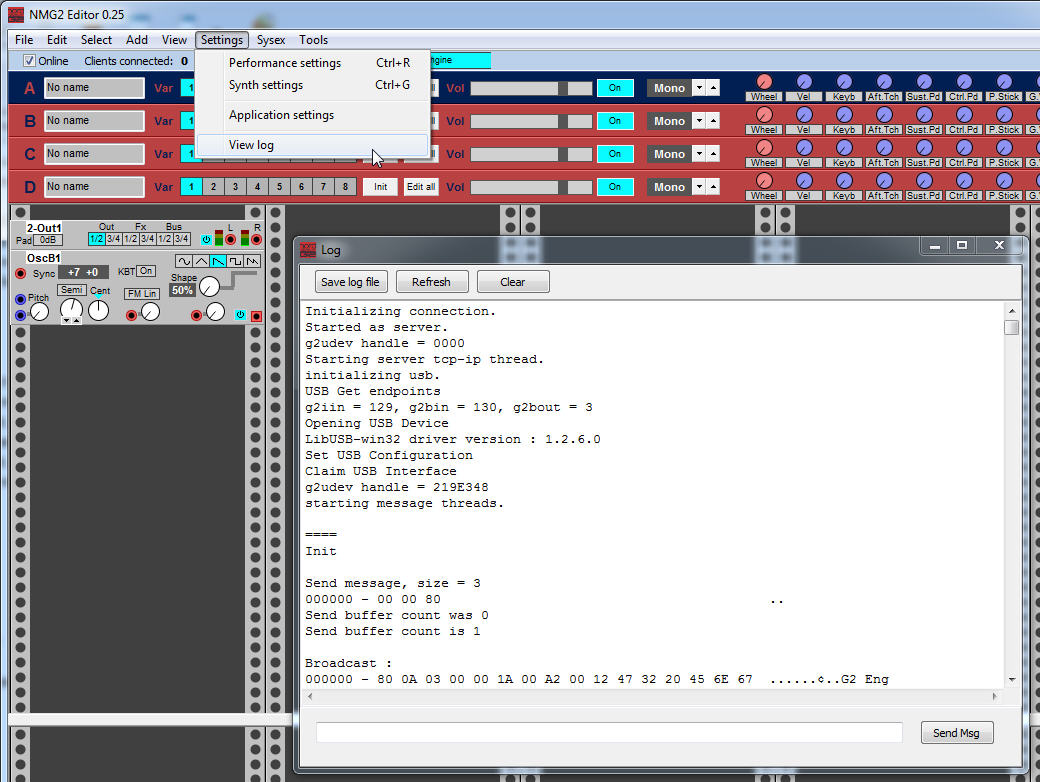 NMG2 Editor 0.25
File Edit Select Add View Settings Sysex Tools
Online Clients connected: 0
Performance settings Ctrl+R
Synth settings Ctrl+G
Application settings
View log
A No name Var 1 Vol On Mono Wheel Vel Keyb Aft.Tch Sust.Pd Ctrl.Pd P.Stick
B No name Var 1 Vol On Mono Wheel Vel Keyb Aft.Tch Sust.Pd Ctrl.Pd P.Stick
C No name Var 1 Vol On Mono Wheel Vel Keyb Aft.Tch Sust.Pd Ctrl.Pd P.Stick
D No name Var 1 2 3 4 5 6 7 8 Init Edit all Vol On Mono Wheel Vel Keyb Aft.Tch Sust.Pd Ctrl.Pd P.Stick
2-Out1 Out Fx Bus L R
Pad 0dB 1/2 3/4 1/2 3/4 1/2 3/4
OscB1
Sync +7 +0 KBT On
Shape
50%
Semi Cent FM Lin
Pitch
Log
Save log file Refresh Clear
Initializing connection.
Started as server.
g2udev handle = 0000
Starting server tcp-ip thread.
initializing usb.
USB Get endpoints
g2iin = 129, g2bin = 130, g2bout = 3
Opening USB Device
LibUSB-win32 driver version : 1.2.6.0
Set USB Configuration
Claim USB Interface
g2udev handle = 219E348
starting message threads.
====
Init
Send message, size = 3
000000 - 00 00 80 ..
Send buffer count was 0
Send buffer count is 1
Broadcast :
000000 - 80 0A 03 00 00 1A 00 A2 00 12 47 32 20 45 6E 67 ......¢..G2 Eng
Send Msg